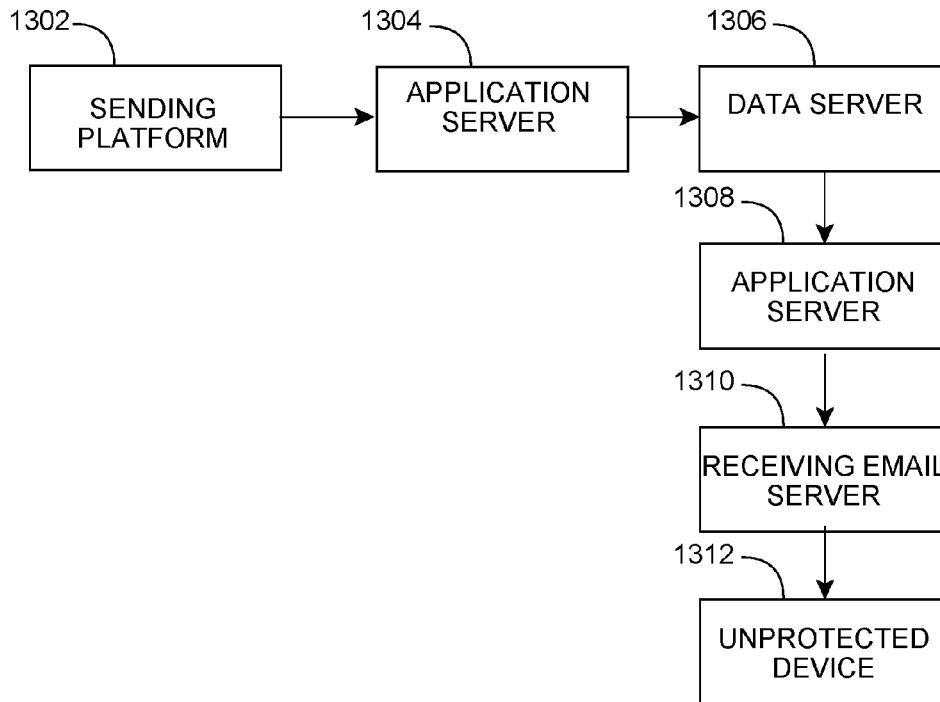 1302
1304
1306
SENDING
PLATFORM
APPLICATION
SERVER
DATA SERVER
1308
APPLICATION
SERVER
1310
RECEIVING EMAIL
SERVER
1312
UNPROTECTED
DEVICE